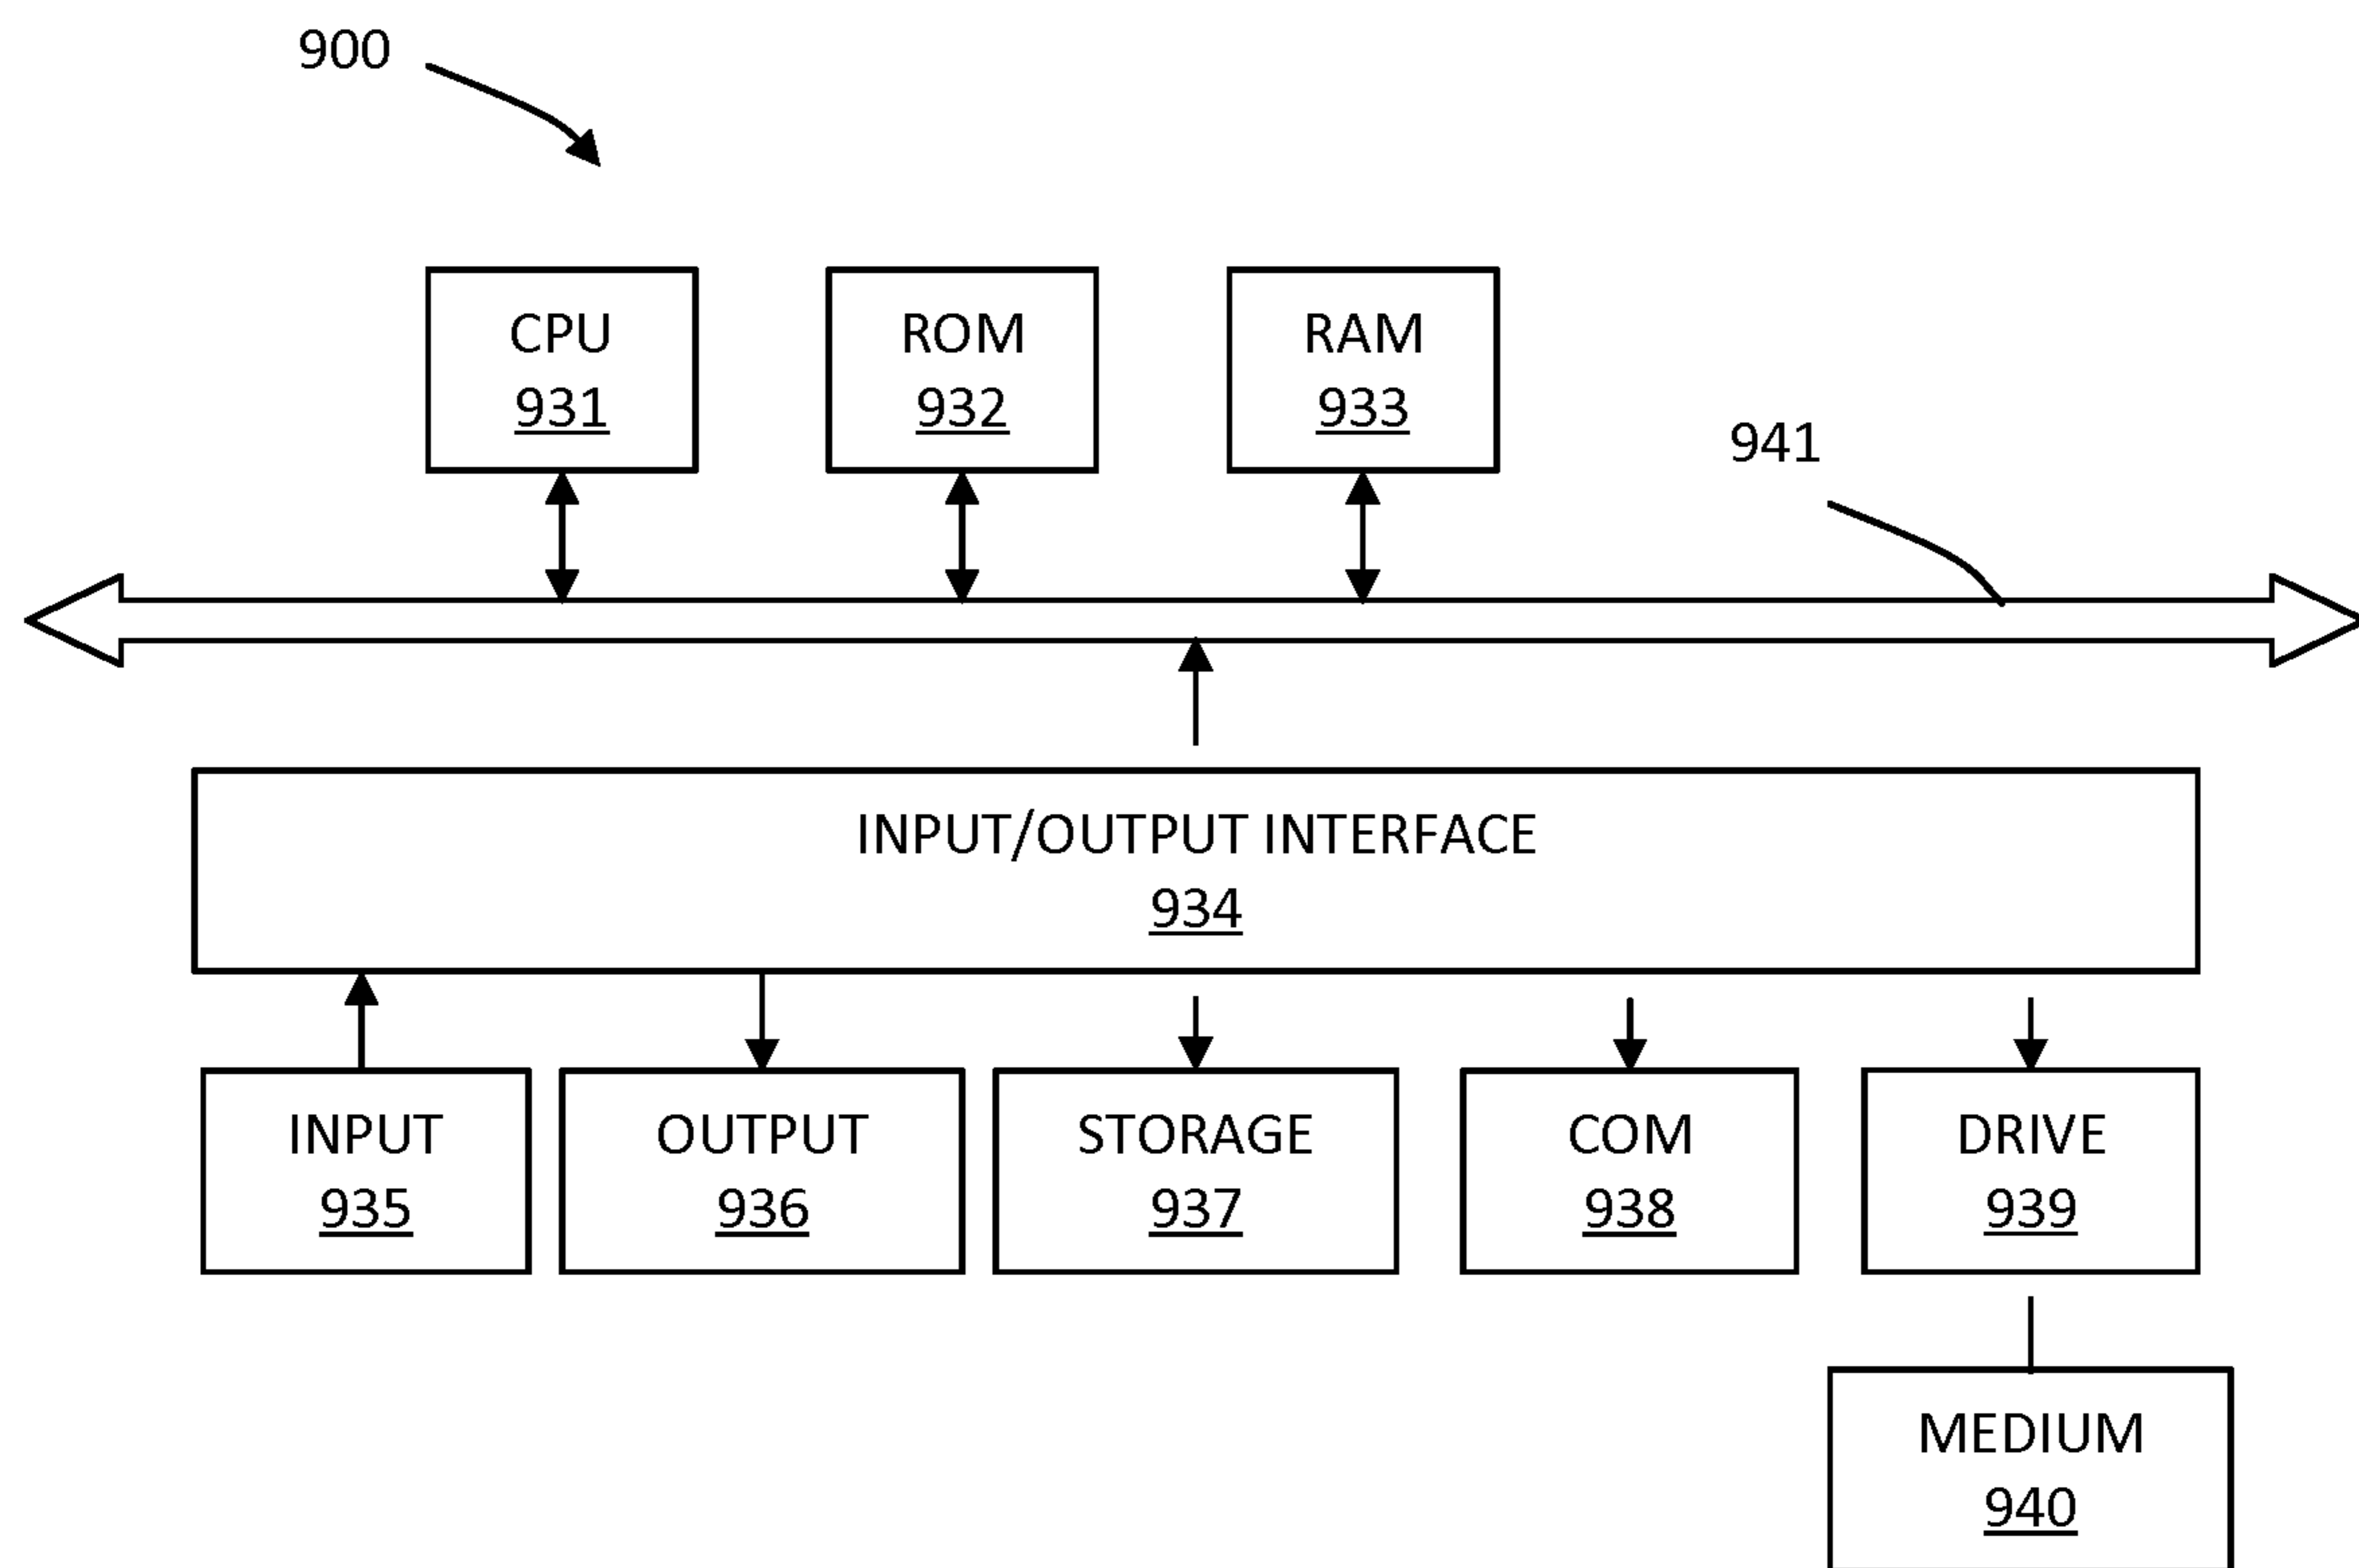 900
CPU
931
ROM
932
RAM
933
941
INPUT/OUTPUT INTERFACE
934
INPUT
935
OUTPUT
936
STORAGE
937
COM
938
DRIVE
939
MEDIUM
940